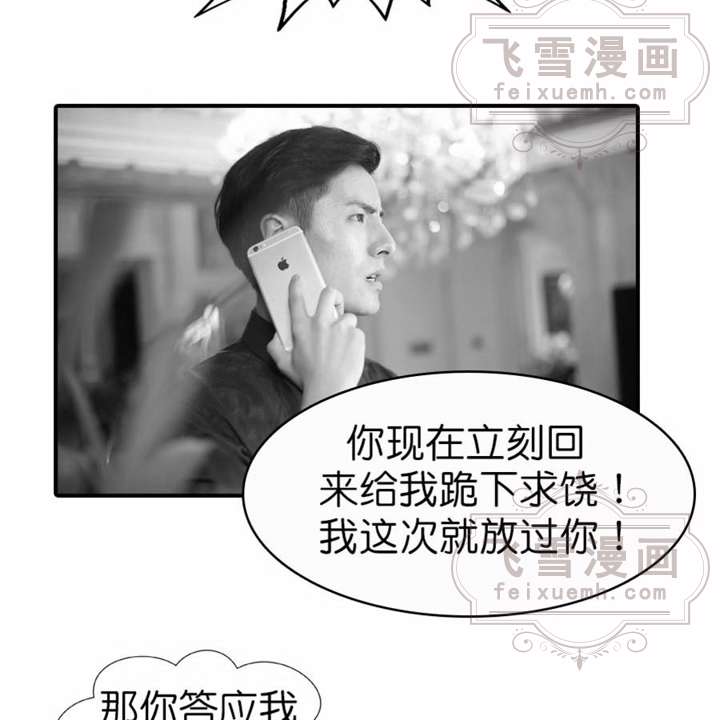 飞雪漫画
feixuemh.com
你现在立刻回
来给我跪下求饶！
我这次就放过你！
飞雪漫画
feixuemh.com
那你答应我